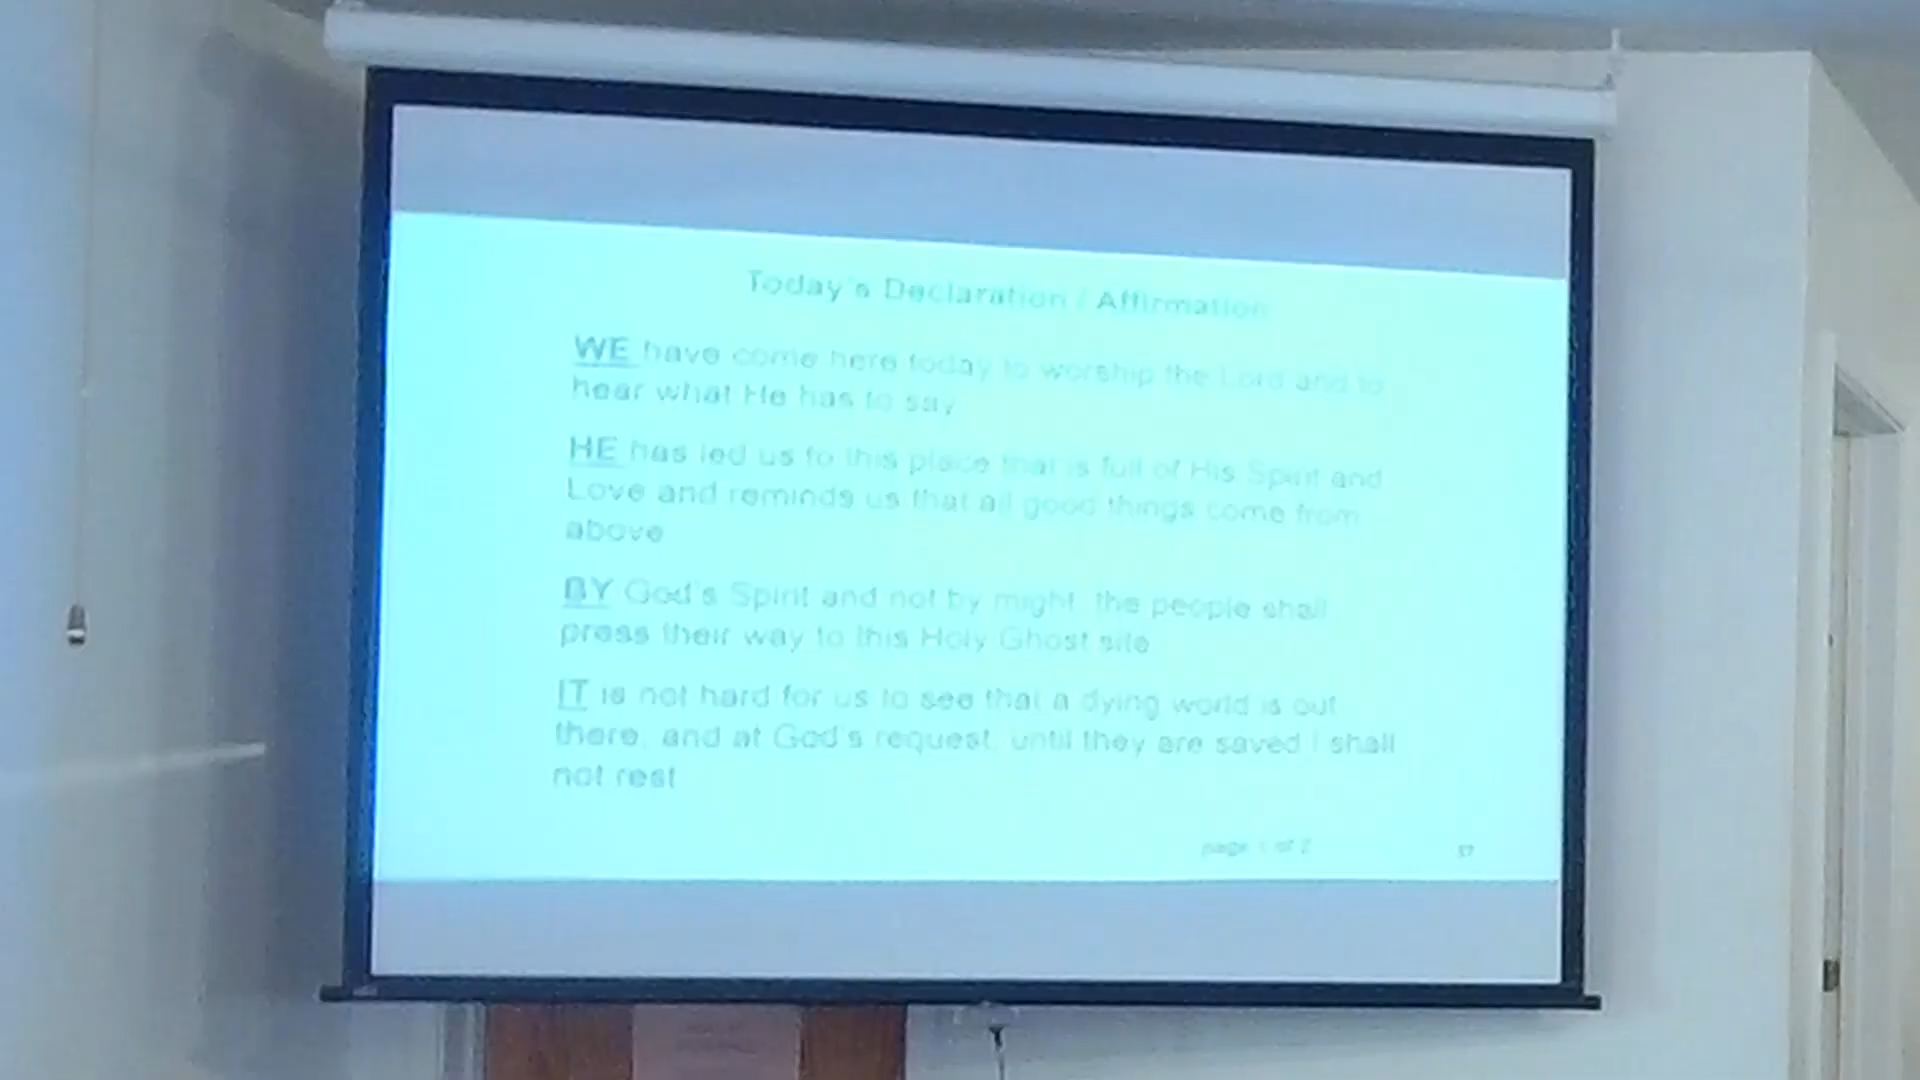 Today's Declaration / Affirmation
WE have come here today to worship the Lord and to
hear what He has to say
HE has led us to this place that is full of His Spirit and
Love and reminds us that all good things come from
above
BY God's Spirit and not by might, the people shall
press their way to this Holy Ghost site
IT is not hard for us to see that a dying world is out
there, and at God's request, until they are saved I shall
not rest
page 1 of 2
37